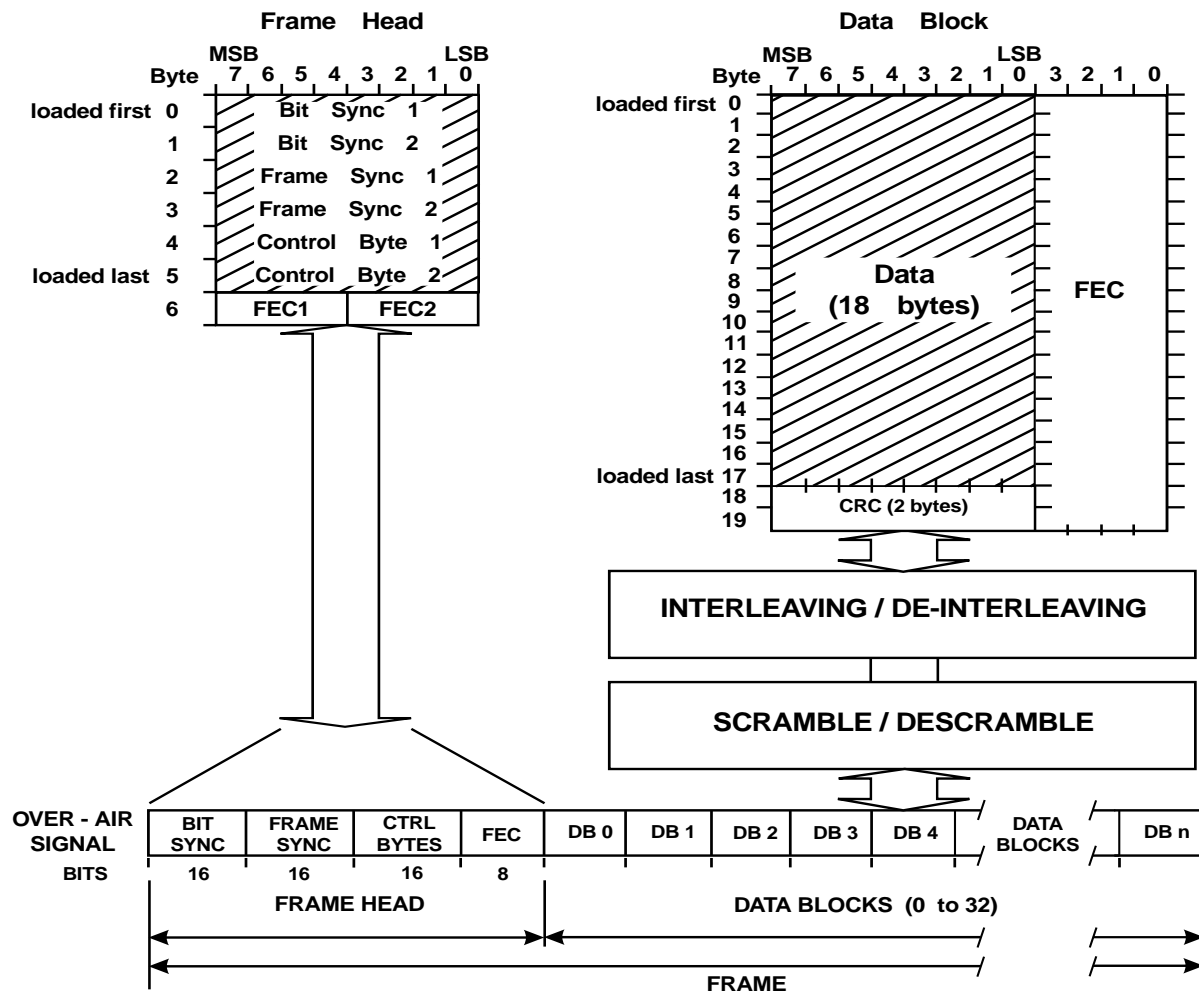 Frame Head
MSB LSB
Byte 7 6 5 4 3 2 1 0
loaded first 0 Bit Sync 1
1 Bit Sync 2
2 Frame Sync 1
3 Frame Sync 2
4 Control Byte 1
loaded last 5 Control Byte 2
6 FEC1 FEC2
Data Block
MSB LSB
Byte 7 6 5 4 3 2 1 0 3 2 1 0
loaded first 0
1
2
3
4
5
6
7
8 Data
9 (18 bytes) FEC
10
11
12
13
14
15
16
loaded last 17
18 CRC (2 bytes)
19
INTERLEAVING / DE-INTERLEAVING
SCRAMBLE / DESCRAMBLE
OVER - AIR SIGNAL
BIT SYNC
FRAME SYNC
CTRL BYTES
FEC
DB 0 DB 1 DB 2 DB 3 DB 4
DATA BLOCKS
DB n
BITS 16 16 16 8
FRAME HEAD DATA BLOCKS (0 to 32)
FRAME